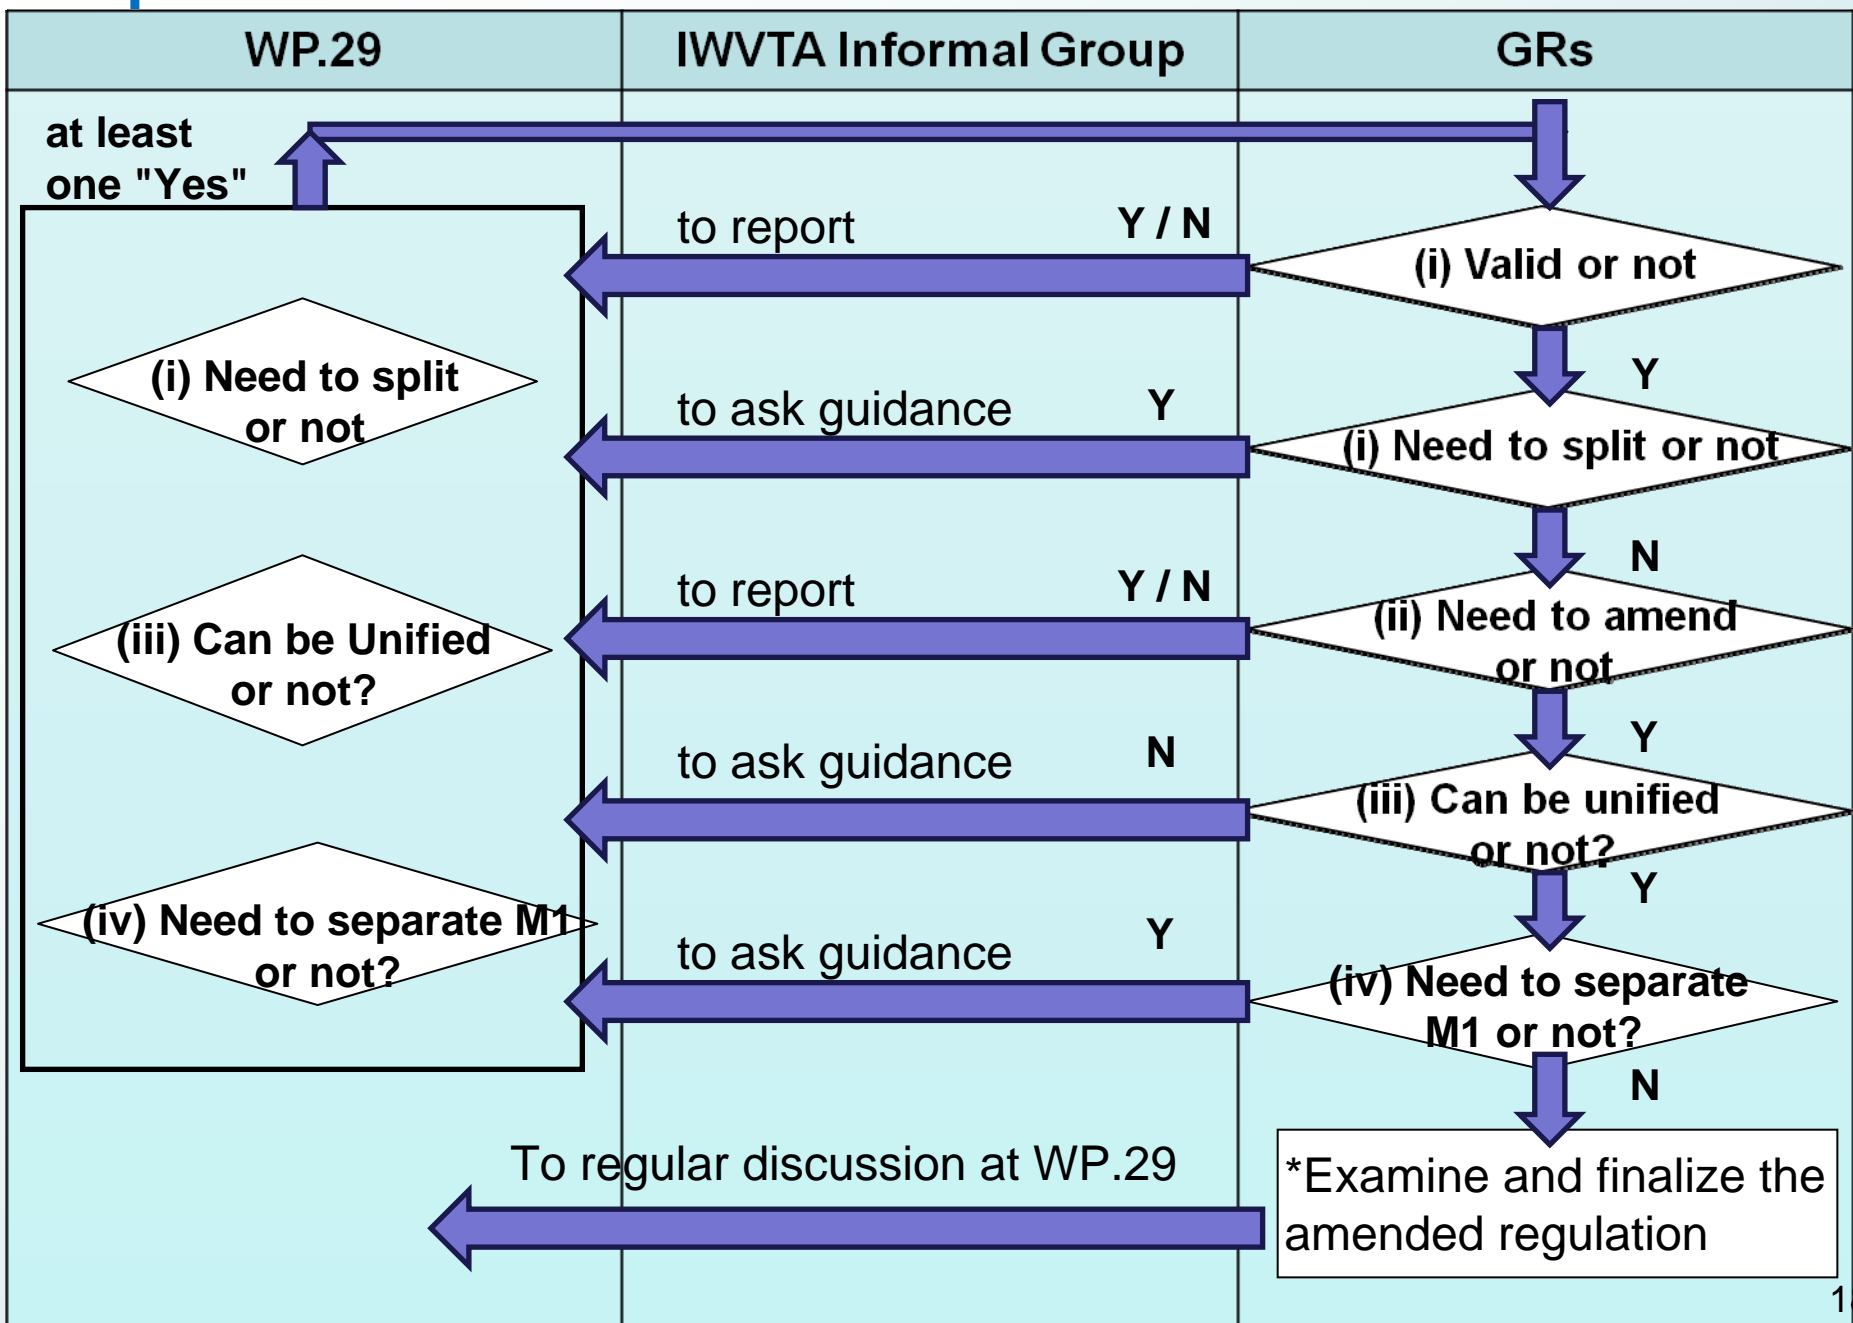 WP.29
IWVTA Informal Group
GRs
at least
one "Yes"
to report
Y / N
(i) Valid or not
(i) Need to split
or not
Y
to ask guidance
Y
(i) Need to split or not
N
to report
Y / N
(ii) Need to amend
or not
(iii) Can be Unified
or not?
Y
to ask guidance
N
(iii) Can be unified
or not?
Y
(iv) Need to separate M1
or not?
to ask guidance
Y
(iv) Need to separate
M1 or not?
N
To regular discussion at WP.29
*Examine and finalize the
amended regulation